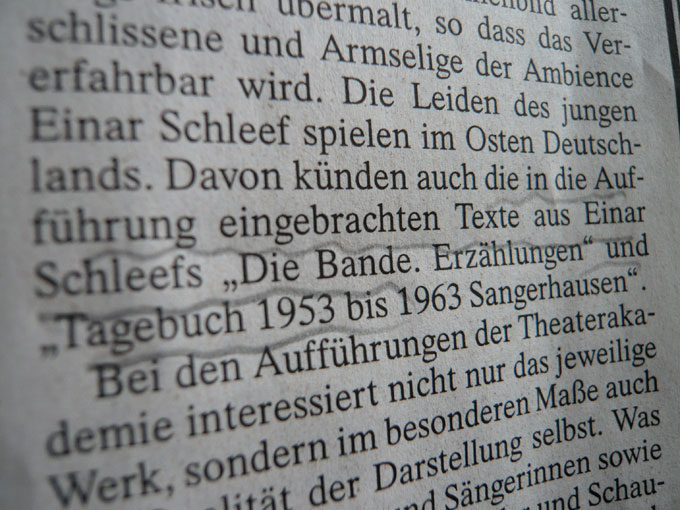 übermalt, so dass das Ver-
schlissene und Armselige der Ambience
erfahrbar wird. Die Leiden des jungen
Einar Schleef spielen im Osten Deutsch-
lands. Davon künden auch die in die Auf-
führung eingebrachten Texte aus Einar
Schleefs „Die Bande. Erzählungen“ und
„Tagebuch 1953 bis 1963 Sangerhausen“.
Bei den Aufführungen der Theateraka-
demie interessiert nicht nur das jeweilige
Werk, sondern im besonderen Maße auch
der Darstellung selbst. Was
Sängerinnen sowie
und Schau-